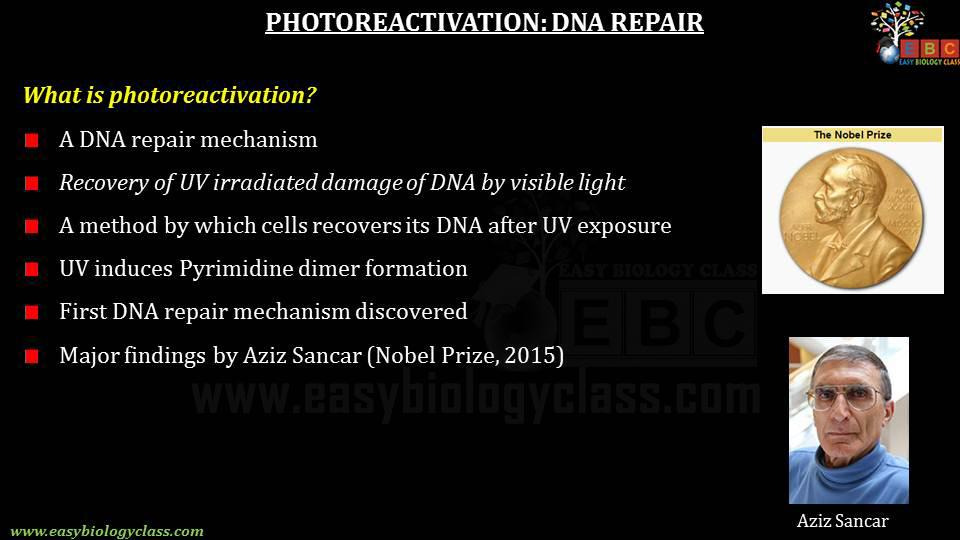 PHOTOREACTIVATION: DNA REPAIR
E B C
EASY BIOLOGY CLASS
What is photoreactivation?
A DNA repair mechanism
The Nobel Prize
Recovery of UV irradiated damage of DNA by visible light
A method by which cells recovers its DNA after UV exposure
UV induces Pyrimidine dimer formation
EASY BIOLOGY CLASS
First DNA repair mechanism discovered
E B C
Major findings by Aziz Sancar (Nobel Prize, 2015)
www.easybiologyclass.com
Aziz Sancar
www.easybiologyclass.com